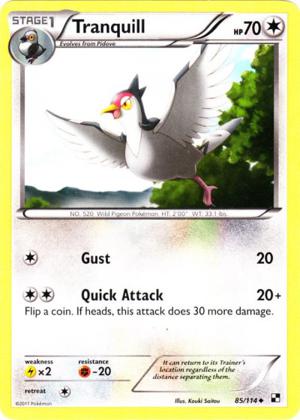 STAGE1 Tranquill HP70
Evolves from Pidove
NO. 520 Wild Pigeon Pokémon. HT. 2'00" WT. 33.1 lbs.
Gust 20
Quick Attack 20+
Flip a coin. If heads, this attack does 30 more damage.
weakness resistance
×2 -20
retreat
It can return to its Trainer's
location regardless of the
distance separating them.
©2011 Pokémon Illus. Kouki Saitou 85/114